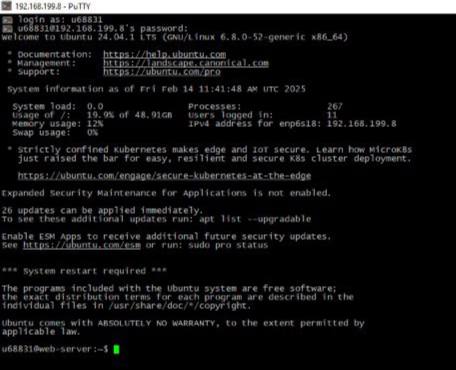 192.168.199.8 - PuTTY
login as: u68831
u68831@192.168.199.8's password:
Welcome to Ubuntu 24.04.1 LTS (GNU/Linux 6.8.0-52-generic x86_64)
* Documentation: https://help.ubuntu.com
* Management: https://landscape.canonical.com
* Support: https://ubuntu.com/pro
System information as of Fri Feb 14 11:41:48 AM UTC 2025
System load: 0.0 Processes: 267
Usage of /: 19.9% of 48.91GB Users logged in: 11
Memory usage: 12% IPv4 address for enp6s18: 192.168.199.8
Swap usage: 0%
* Strictly confined Kubernetes makes edge and IoT secure. Learn how MicroK8s
just raised the bar for easy, resilient and secure K8s cluster deployment.
https://ubuntu.com/engage/secure-kubernetes-at-the-edge
Expanded Security Maintenance for Applications is not enabled.
26 updates can be applied immediately.
To see these additional updates run: apt list --upgradable
Enable ESM Apps to receive additional future security updates.
See https://ubuntu.com/esm or run: sudo pro status
*** System restart required ***
The programs included with the Ubuntu system are free software;
the exact distribution terms for each program are described in the
individual files in /usr/share/doc/*/copyright.
Ubuntu comes with ABSOLUTELY NO WARRANTY, to the extent permitted by
applicable law.
u68831@web-server:~$